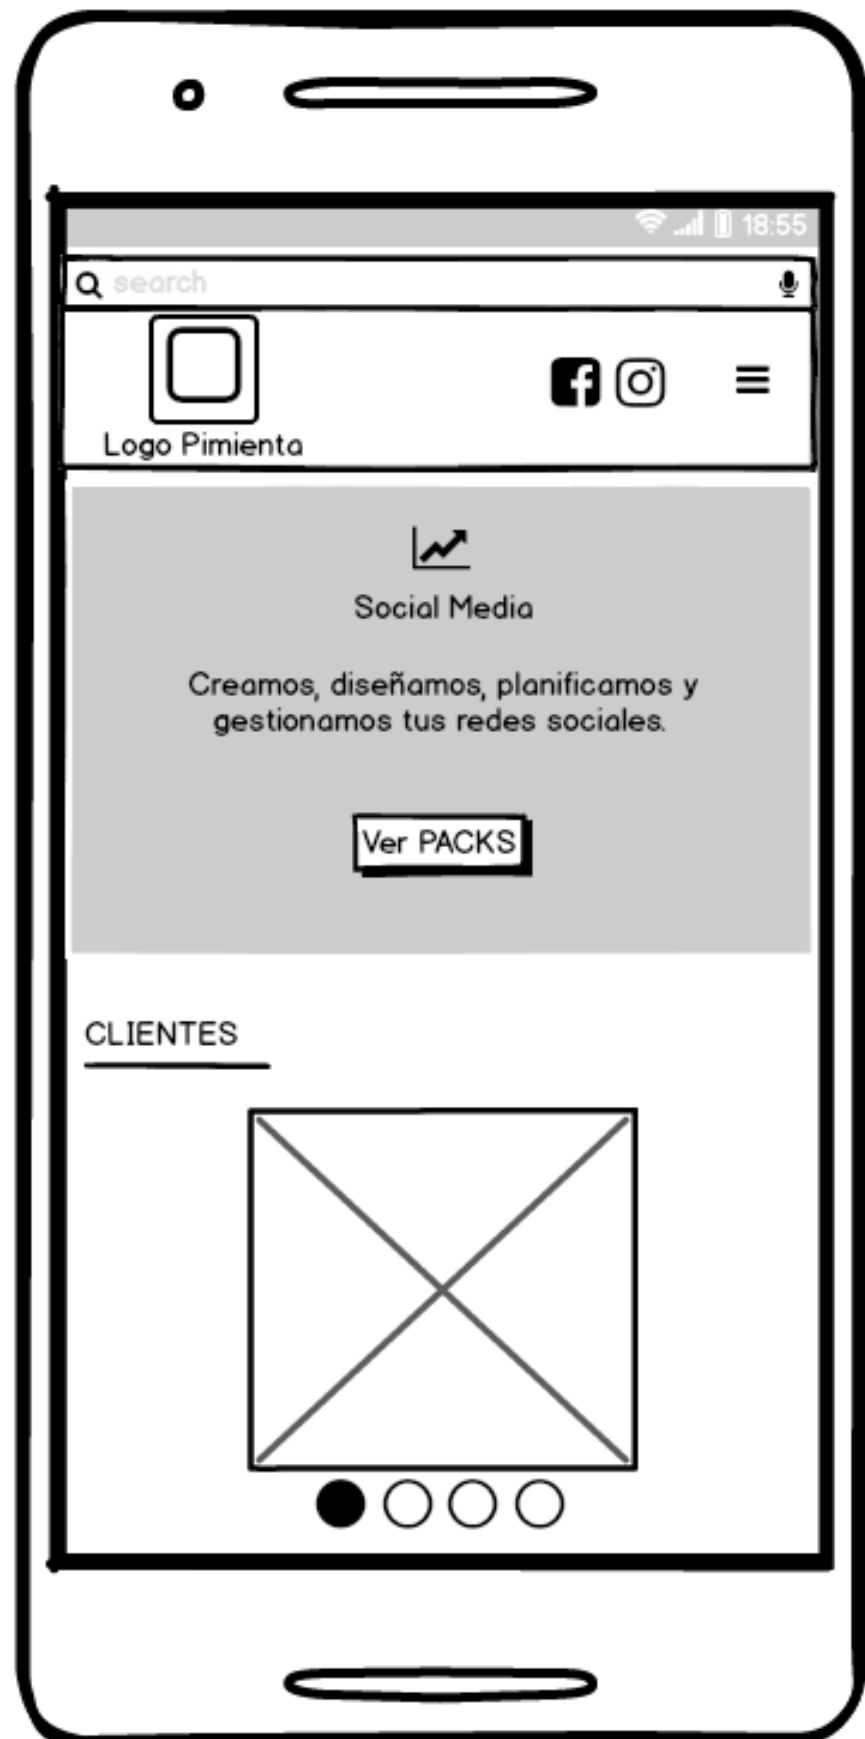 18:55
search
Logo Pimienta
Social Media
Creamos, diseñamos, planificamos y
gestionamos tus redes sociales.
Ver PACKS
CLIENTES